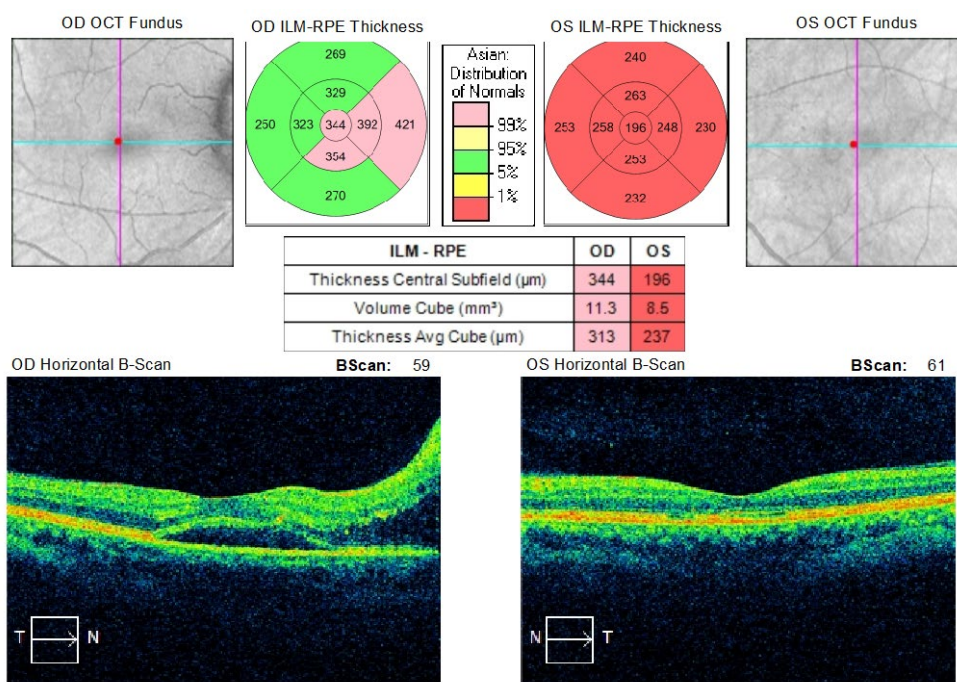 OD OCT Fundus
OD ILM-RPE Thickness
OS ILM-RPE Thickness
OS OCT Fundus
269
329
250 323 344 392 421
354
270
Asian:
Distribution
of Normals
99%
95%
5%
1%
240
263
253 258 196 248 230
253
232
ILM - RPE OD OS
Thickness Central Subfield (µm) 344 196
Volume Cube (mm³) 11.3 8.5
Thickness Avg Cube (µm) 313 237
OD Horizontal B-Scan BScan: 59
OS Horizontal B-Scan BScan: 61
T N
N T